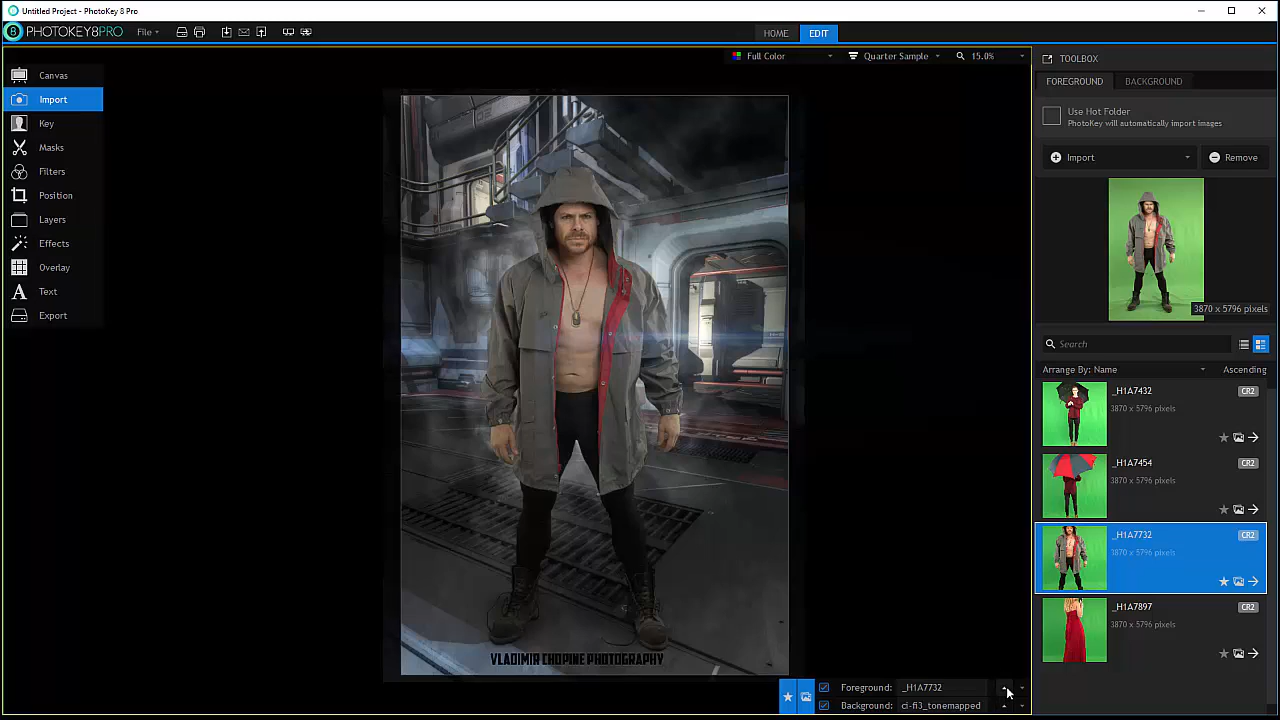 Untitled Project - PhotoKey 8 Pro
8 PHOTOKEY8PRO
File
HOME
EDIT
Full Color
Quarter Sample
15.0%
Canvas
Import
Key
Masks
Filters
Position
Layers
Effects
Overlay
Text
Export
VLADIMIR CHOPINE PHOTOGRAPHY
Foreground: _H1A7732
Background: ci-fi3_tonemapped
TOOLBOX
FOREGROUND
BACKGROUND
Use Hot Folder
PhotoKey will automatically import images
Import
Remove
3870 x 5796 pixels
Search
Arrange By: Name
Ascending
_H1A7432
CR2
3870 x 5796 pixels
_H1A7454
CR2
3870 x 5796 pixels
_H1A7732
CR2
3870 x 5796 pixels
_H1A7897
CR2
3870 x 5796 pixels